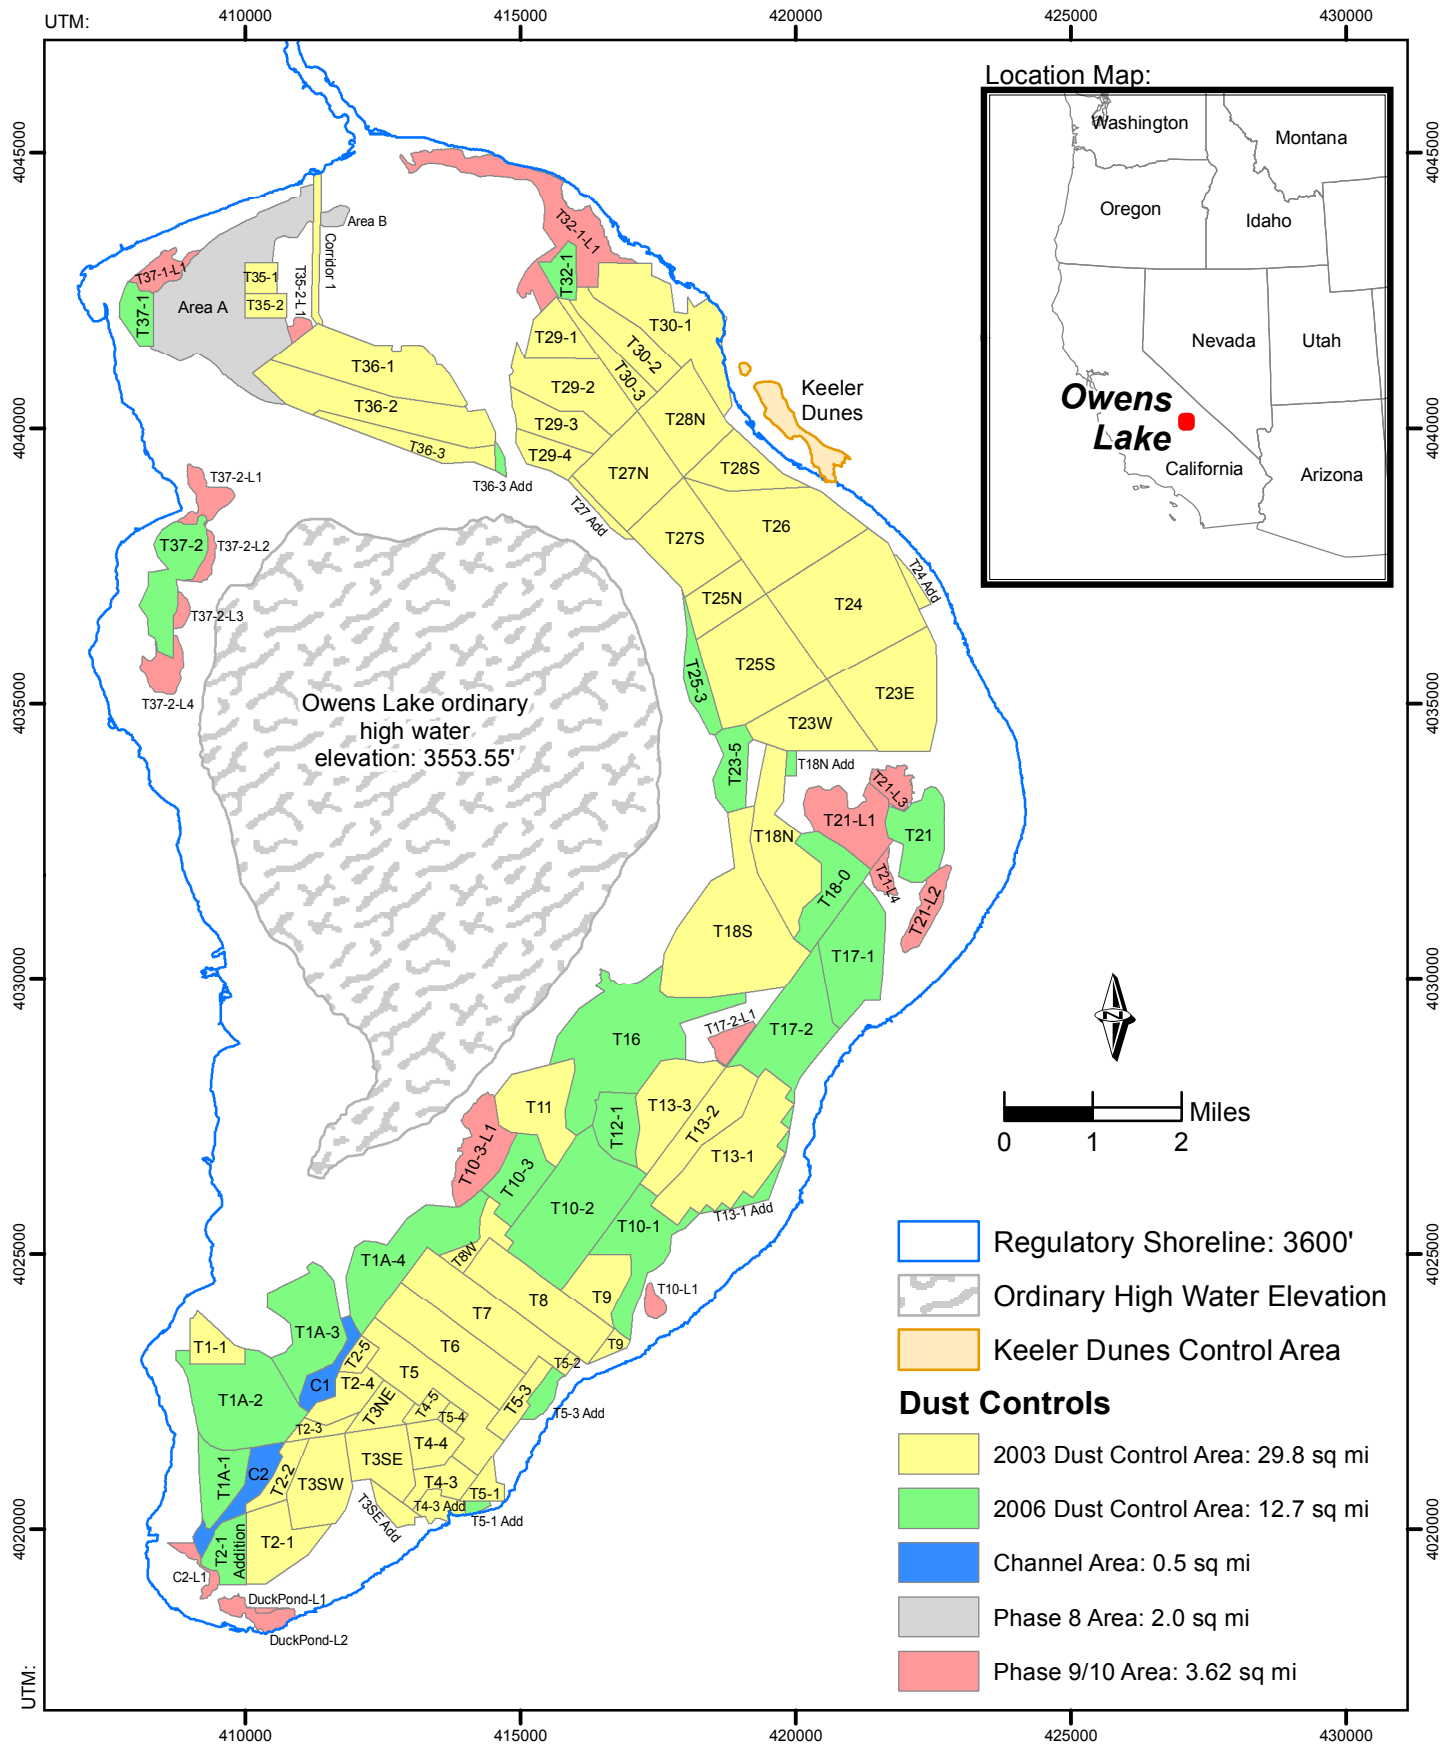 UTM:
410000
415000
420000
425000
430000
4045000
4040000
4035000
4030000
4025000
4020000
4045000
4040000
4035000
4030000
4025000
4020000
Location Map:
Washington
Montana
Oregon
Idaho
Nevada
Utah
Owens
Lake
California
Arizona
Area B
Corridor 1
T37-1-L1
T35-1
T35-2
T35-2-L1
Area A
T37-1
T32-1-L1
T32-1
T30-1
T29-1
T30-2
T30-3
T36-1
T29-2
T36-2
T29-3
T28N
T36-3
T29-4
T28S
T27N
T36-3 Add
T27 Add
Keeler
Dunes
T37-2-L1
T37-2
T37-2-L2
T37-2-L3
T37-2-L4
T26
T27S
T24 Add
T25N
T24
T25S
T25-3
T23E
T23W
T23-5
T18N Add
Owens Lake ordinary
high water
elevation: 3553.55'
T21-L3
T21-L1
T21
T18N
T18-0
T21-L4
T21-L2
T18S
T17-1
T17-2-L1
T17-2
T16
T11
T13-3
T13-2
T12-1
T13-1
T10-3-L1
T10-3
T10-2
T10-1
T13-1 Add
T1A-4
T8W
T10-L1
T8
T9
T7
T1A-3
T6
T9
T1-1
T2-5
T5-2
T5
C1
T2-4
T1A-2
T3NE
T4-5
T5-4
T5-3
T5-3 Add
T2-3
T4-4
T3SE
C2
T1A-1
T2-2
T3SW
T4-3
T5-1
T4-3 Add
T3SE Add
T5-1 Add
T2-1
Addition
T2-1
C2-L1
DuckPond-L1
DuckPond-L2
N
Miles
0
1
2
Regulatory Shoreline: 3600'
Ordinary High Water Elevation
Keeler Dunes Control Area
Dust Controls
2003 Dust Control Area: 29.8 sq mi
2006 Dust Control Area: 12.7 sq mi
Channel Area: 0.5 sq mi
Phase 8 Area: 2.0 sq mi
Phase 9/10 Area: 3.62 sq mi
UTM:
410000
415000
420000
425000
430000